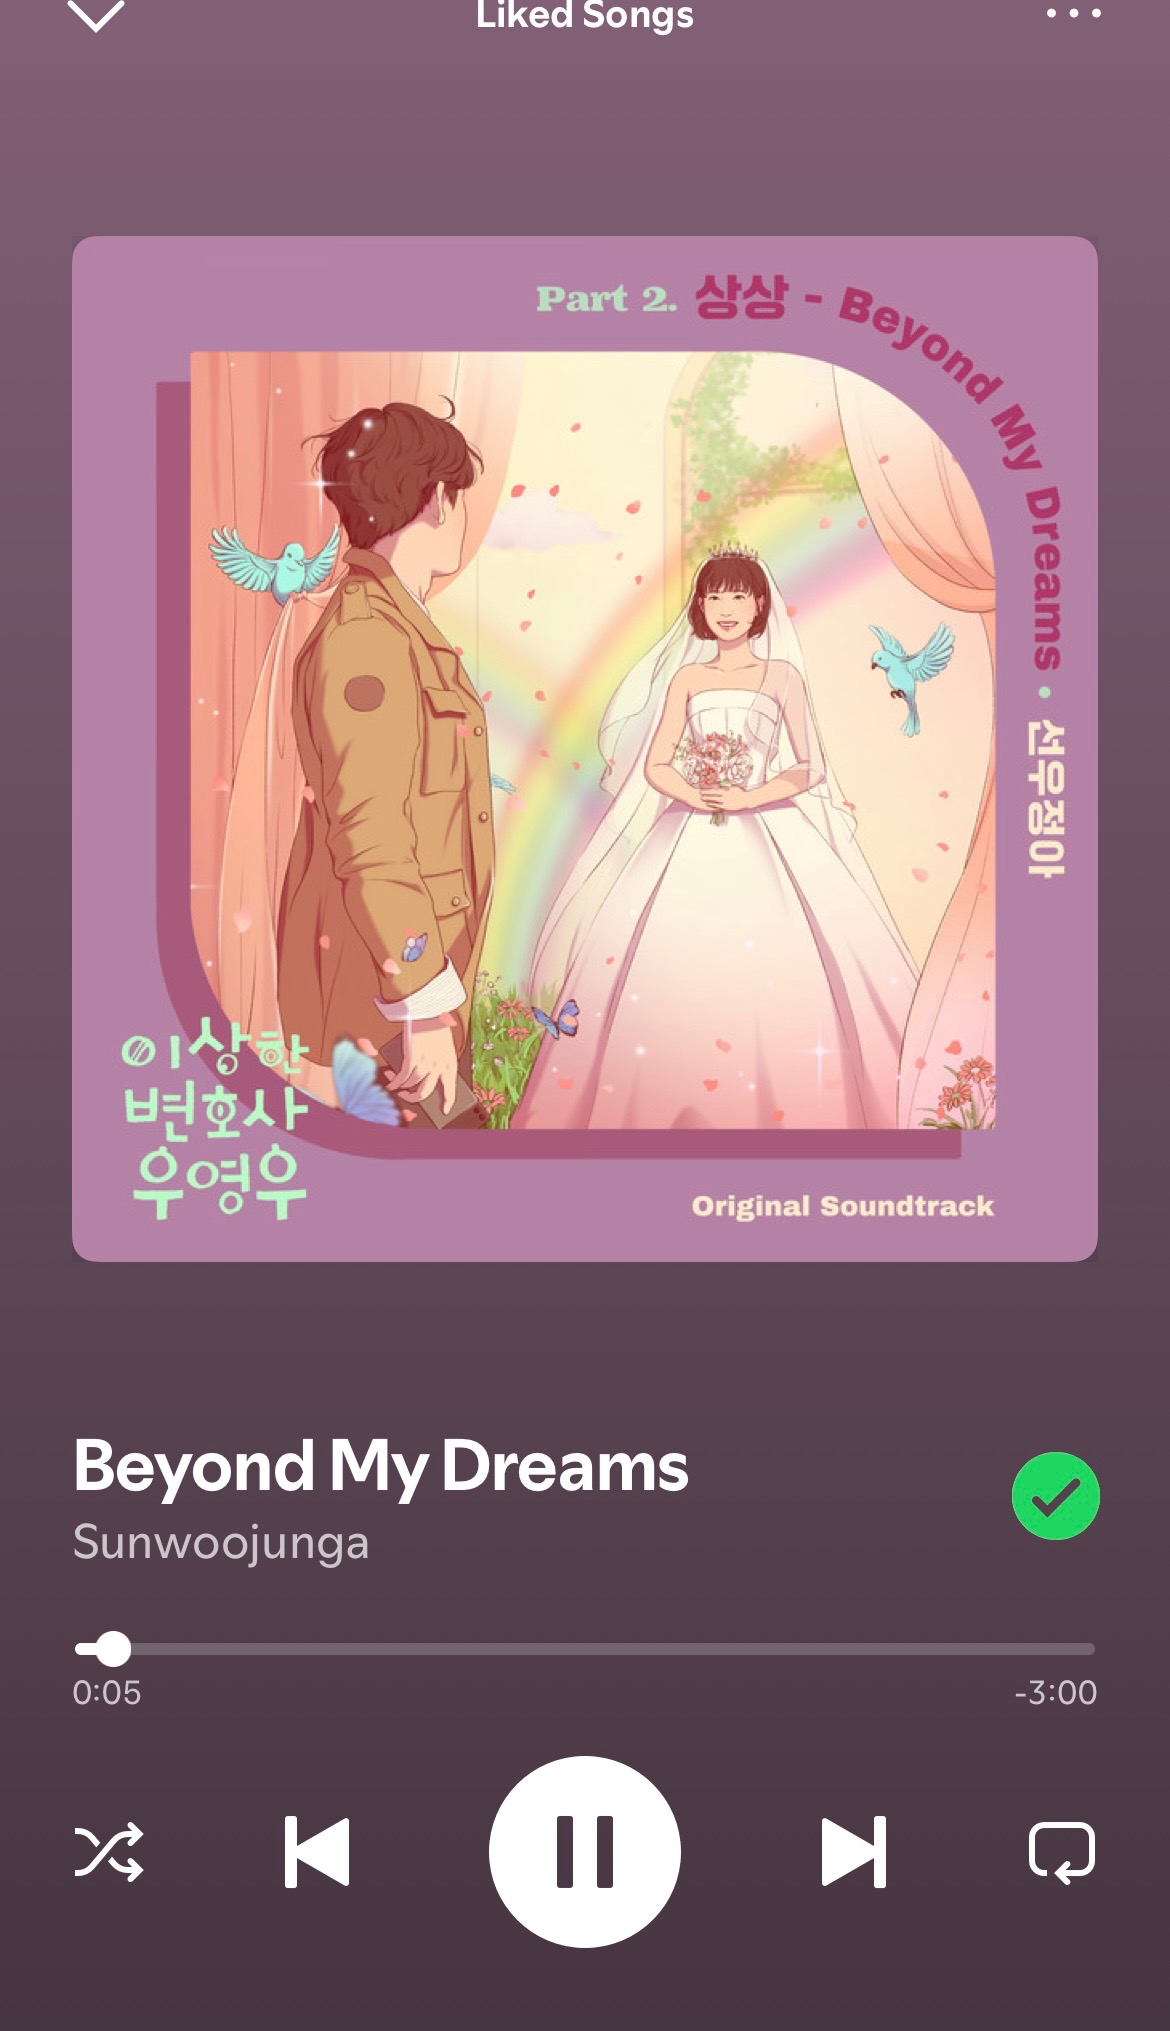 Liked Songs
Part 2. 상상 - Beyond My Dreams • 선우정아
이상한
변호사
우영우
Original Soundtrack
Beyond My Dreams
Sunwoojunga
0:05
-3:00